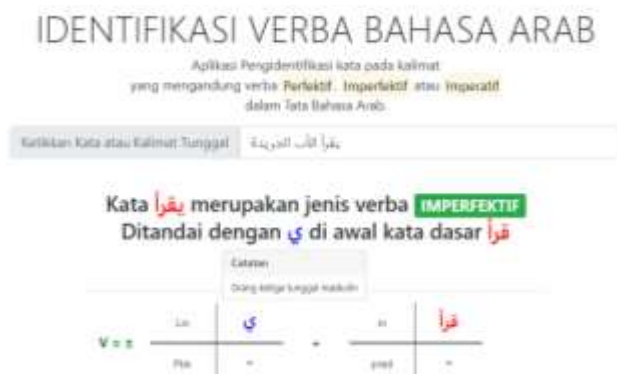 IDENTIFIKASI VERBA BAHASA ARAB
Aplikasi Pengidentifikasi kata pada kalimat
yang mengandung verba Perfektif, Imperfektif atau Imperatif
dalam Tata Bahasa Arab.
Ketikkan Kata atau Kalimat Tunggal يقرأ الأب الجريدة
Kata يقرأ merupakan jenis verba IMPERFEKTIF
Ditandai dengan ي di awal kata dasar قرأ
Catatan
Orang ketiga tunggal maskulin
ي قرأ
V = ± +